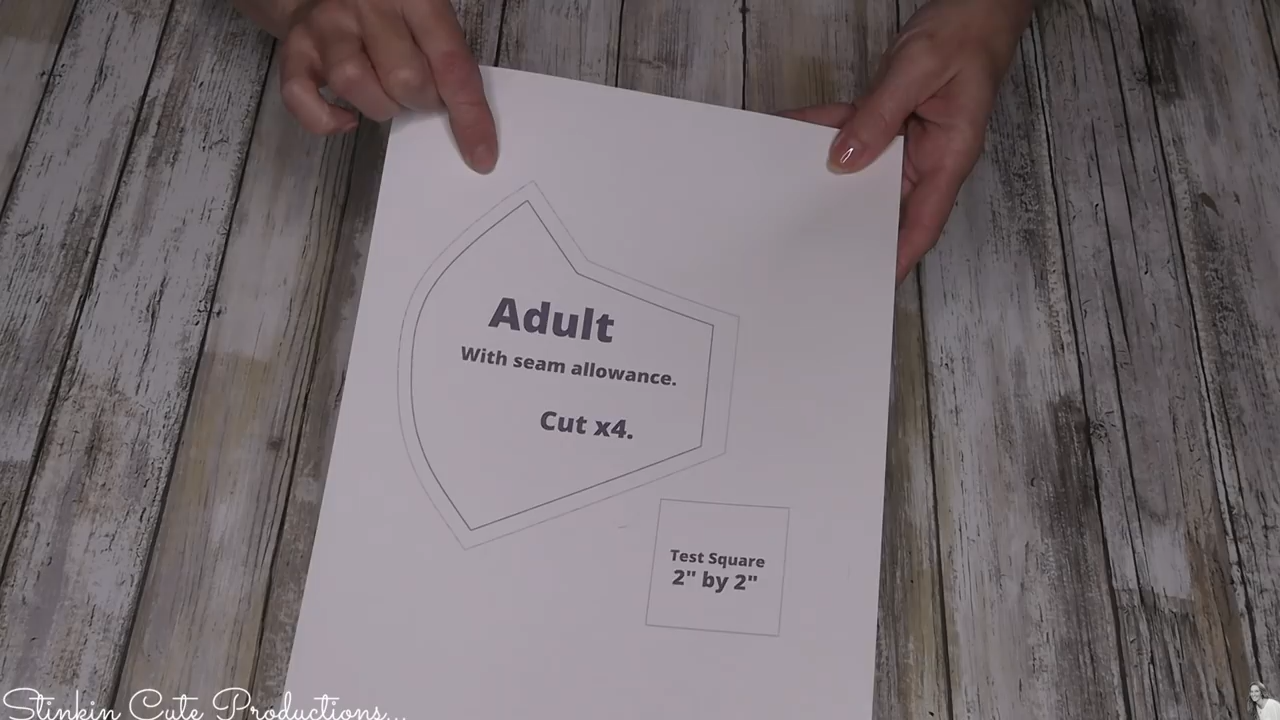 Adult
With seam allowance.
Cut x4.
Test Square
2" by 2"
Stinkin Cute Productions...